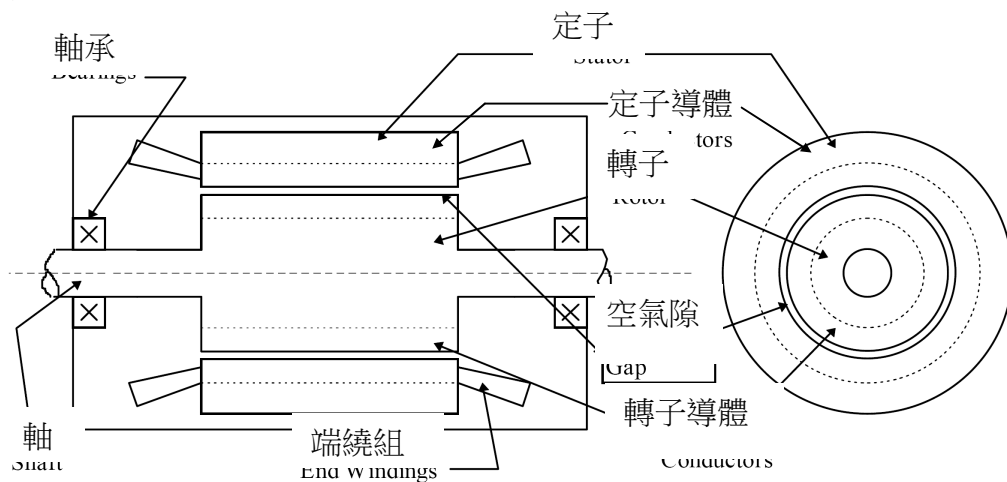 定子
軸承
Bearings
Stator
定子導體
tors
轉子
Rotor
空氣隙
Gap
轉子導體
軸
Shaft
端繞組
End Windings
Conductors